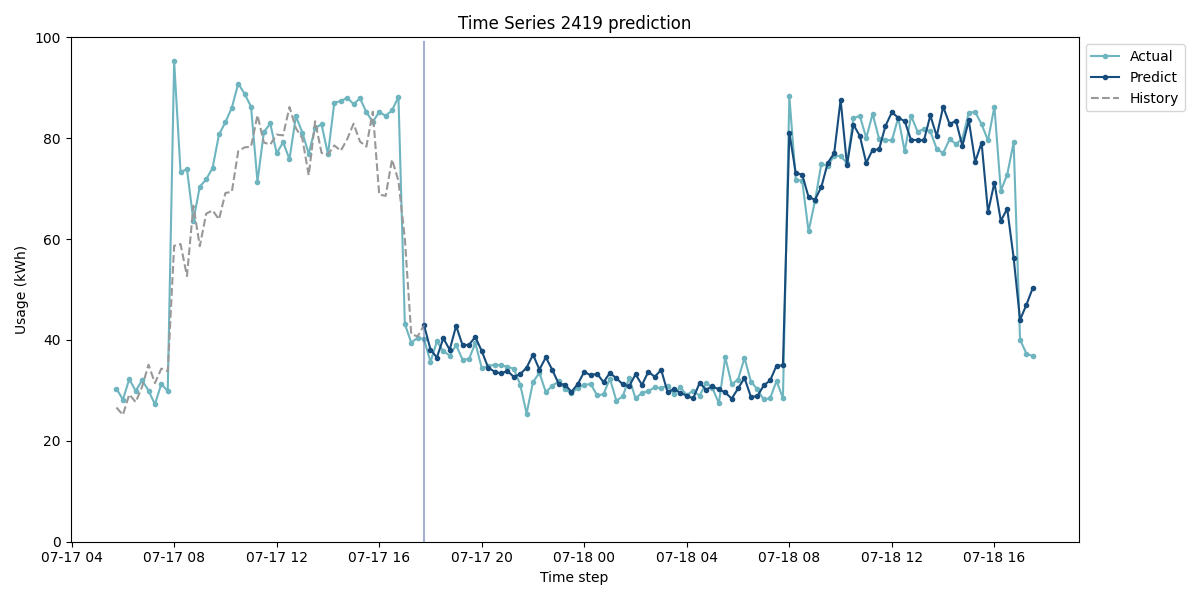 Time Series 2419 prediction
100
80
60
40
20
0
Usage (kWh)
07-17 04
07-17 08
07-17 12
07-17 16
07-17 20
07-18 00
07-18 04
07-18 08
07-18 12
07-18 16
Time step
Actual
Predict
History